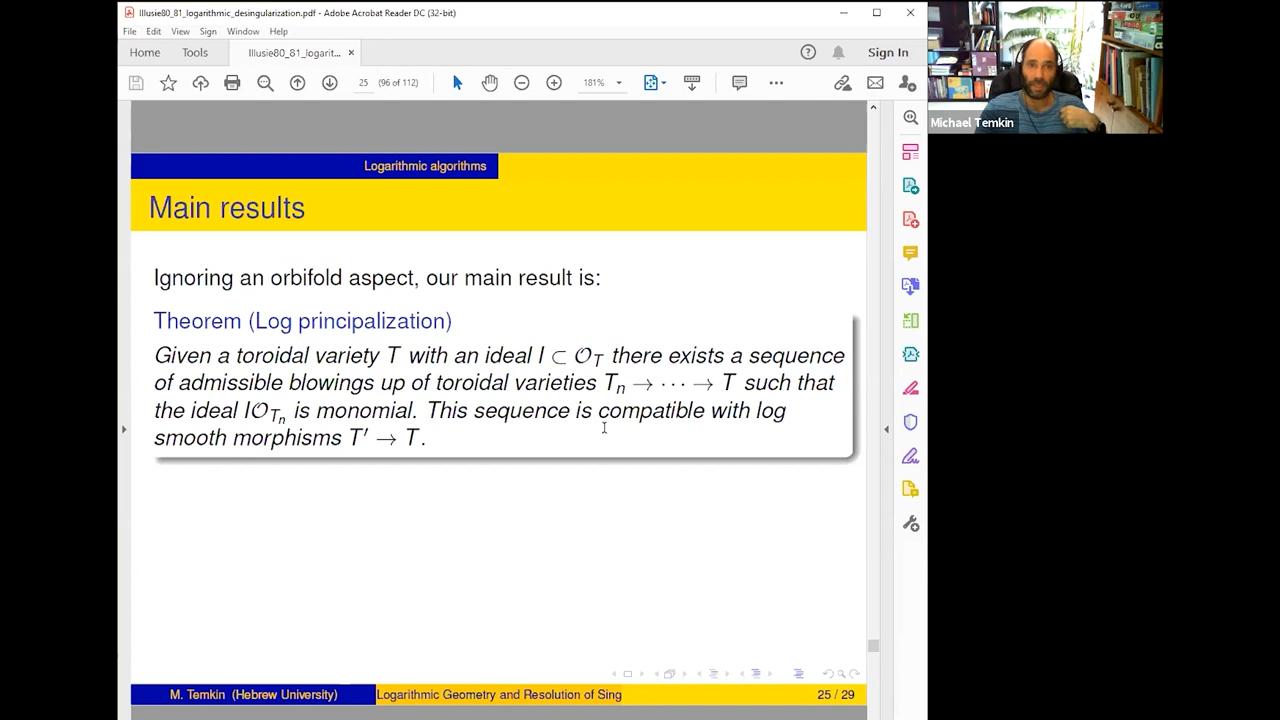 Illusie80_81_logarithmic_desingularization.pdf - Adobe Acrobat Reader DC (32-bit)
File Edit View Sign Window Help
Home Tools Illusie80_81_logarit... × Sign In
25 (96 of 112) 181%
Michael Temkin
Logarithmic algorithms
Main results
Ignoring an orbifold aspect, our main result is:
Theorem (Log principalization)
Given a toroidal variety T with an ideal I ⊂ O_T there exists a sequence
of admissible blowings up of toroidal varieties T_n → ··· → T such that
the ideal IO_{T_n} is monomial. This sequence is compatible with log
smooth morphisms T′ → T.
M. Temkin (Hebrew University) Logarithmic Geometry and Resolution of Sing 25 / 29